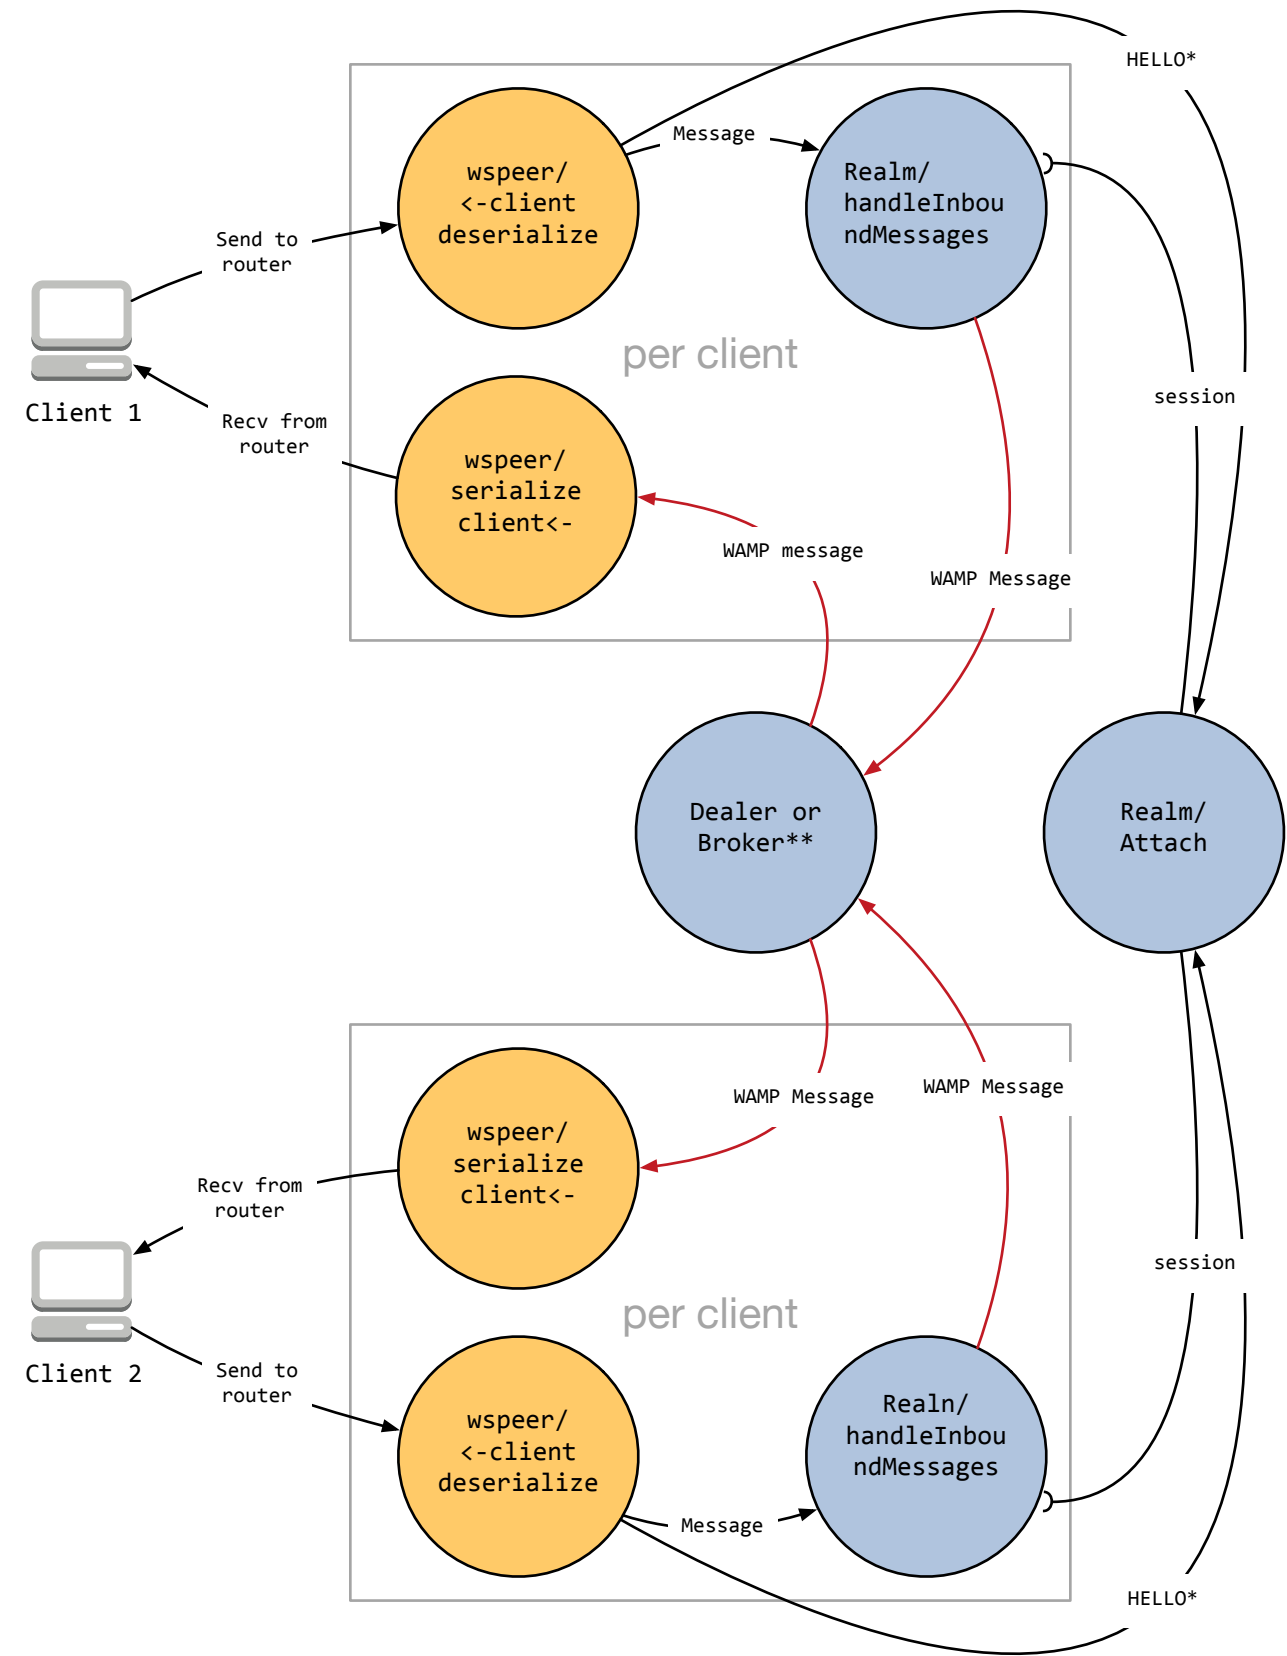 HELLO*
Message
wspeer/
<-client
deserialize
Realm/
handleInbou
ndMessages
Send to
router
per client
session
Client 1
Recv from
router
wspeer/
serialize
client<-
WAMP message
WAMP Message
Dealer or
Broker**
Realm/
Attach
WAMP Message
WAMP Message
wspeer/
serialize
client<-
Recv from
router
session
per client
Client 2
Send to
router
wspeer/
<-client
deserialize
Realn/
handleInbou
ndMessages
Message
HELLO*